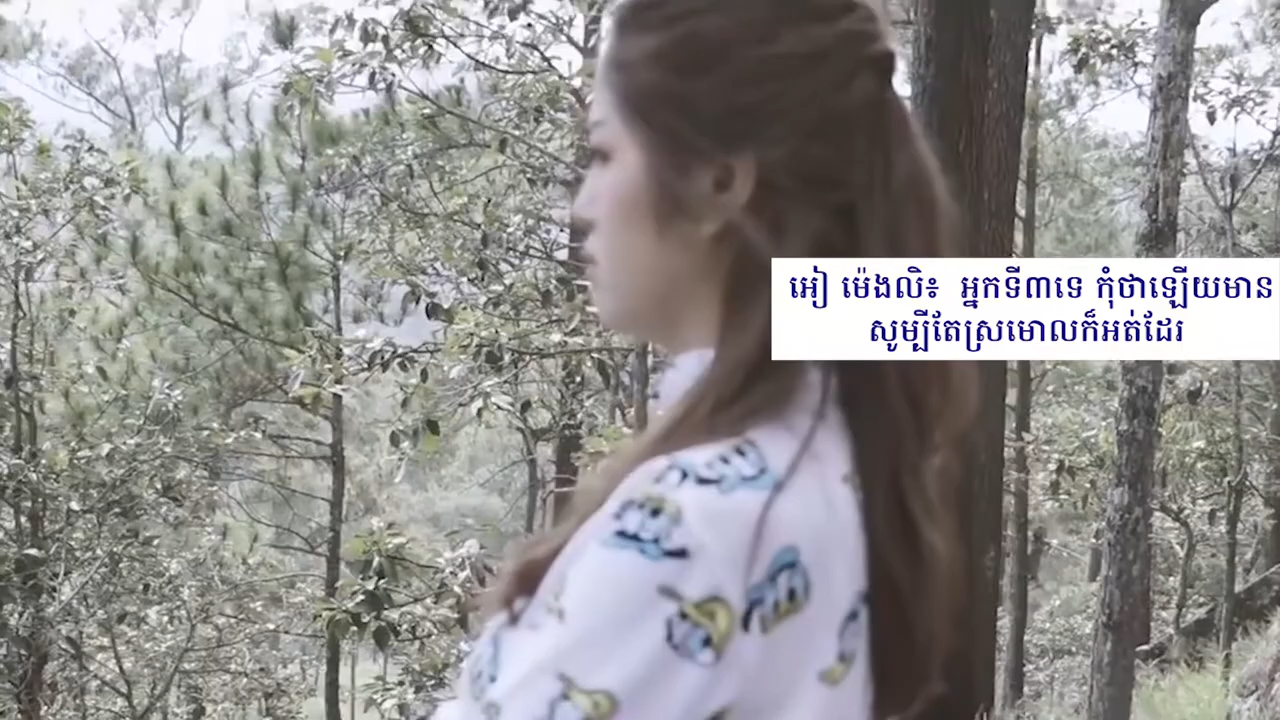 អៀ ម៉េងលិ៖ អ្នកទី៣ទេ កុំថាឡើយមាន
សូម្បីតែស្រមោលក៏អត់ដែរ